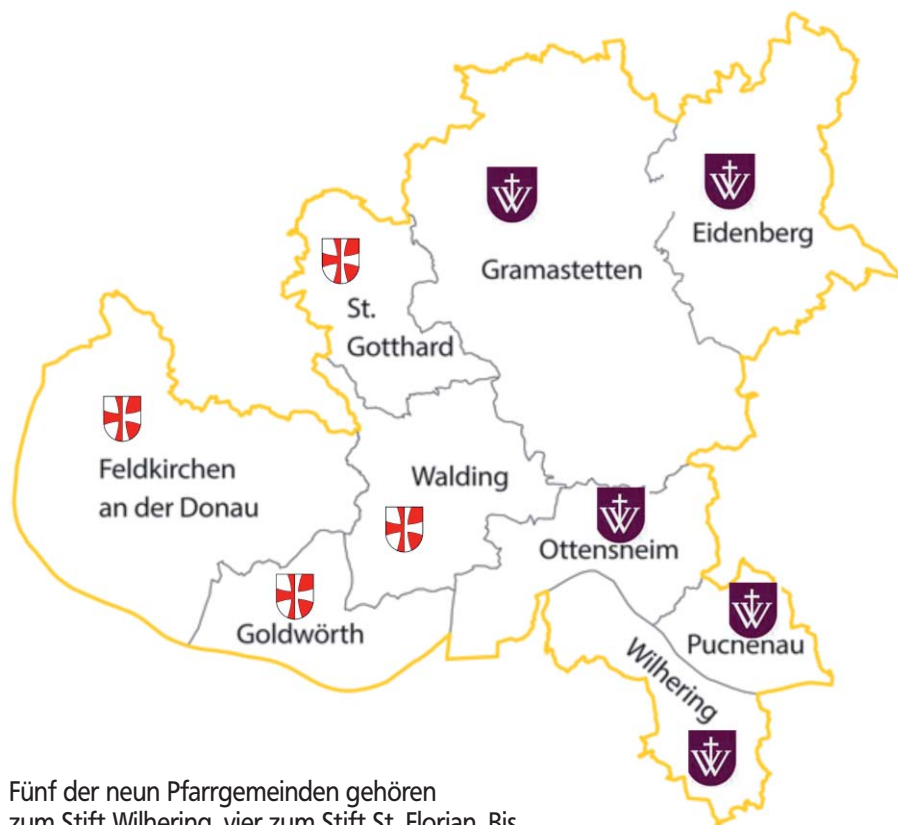 Eidenberg
Gramastetten
St.
Gotthard
Feldkirchen
an der Donau
Walding
Ottensheim
Goldwörth
Puchenau
Wilhering
Fünf der neun Pfarrgemeinden gehören
zum Stift Wilhering, vier zum Stift St. Florian. Bis